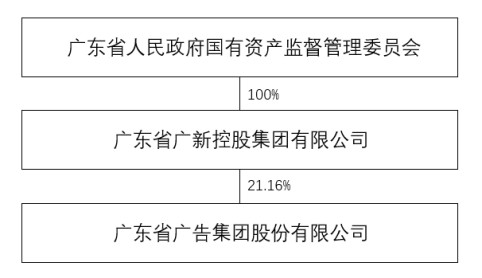 广东省人民政府国有资产监督管理委员会
100%
广东省广新控股集团有限公司
21.16%
广东省广告集团股份有限公司